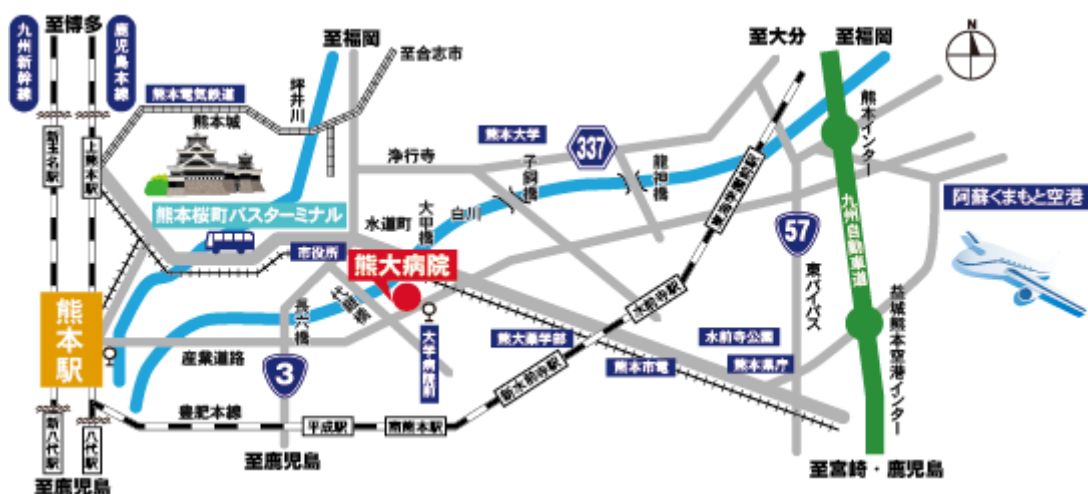 至博多
九州新幹線
鹿児島本線
至福岡
至合志市
坪井川
至大分
至福岡
N
熊本電気鉄道
熊本城
熊本大学
337
熊本インター
新玉名駅
上熊本駅
浄行寺
子飼橋
龍神橋
東海学園前駅
阿蘇くまもと空港
熊本桜町バスターミナル
水道町
大甲橋
白川
九州自動車道
57
市役所
熊大病院
東バイパス
熊本駅
長六橋
水前寺駅
益城熊本空港インター
産業道路
3
大学病院前
熊大薬学部
水前寺公園
熊本市電
熊本県庁
新水前寺駅
豊肥本線
平成駅
南熊本駅
新八代駅
八代駅
至鹿児島
至鹿児島
至宮崎・鹿児島